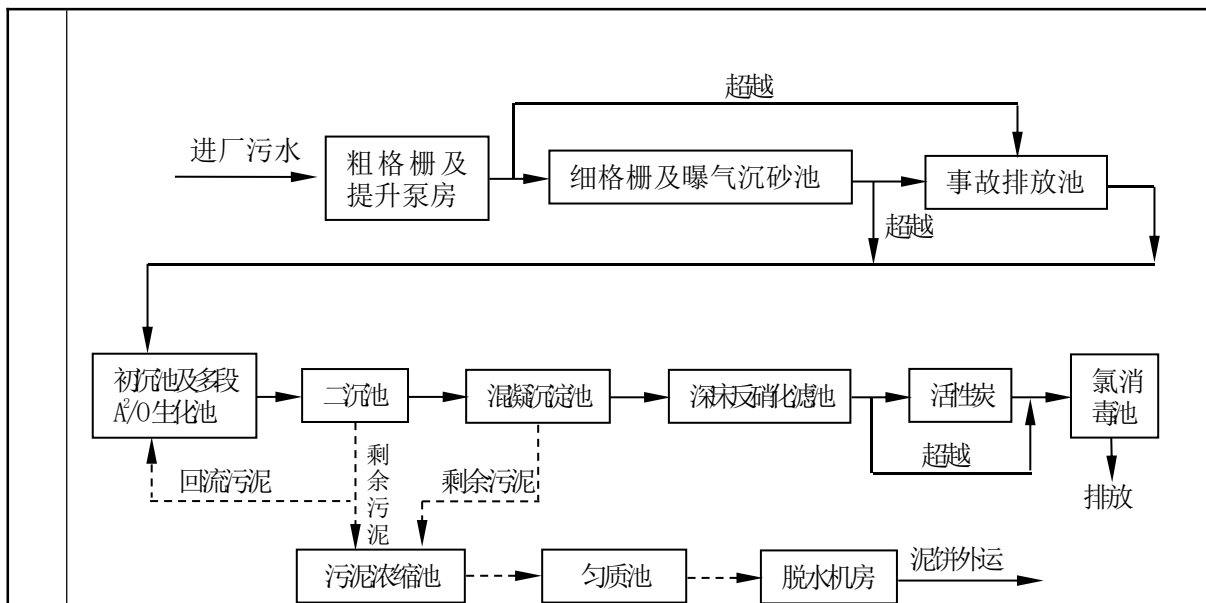 超越
进厂污水
粗格栅及
提升泵房
细格栅及曝气沉砂池
事故排放池
超越
初沉池及多段
A²/O生化池
二沉池
混凝沉淀池
深床反硝化滤池
活性炭
氯消
毒池
超越
回流污泥
剩余污泥
剩余污泥
排放
污泥浓缩池
匀质池
脱水机房
泥饼外运